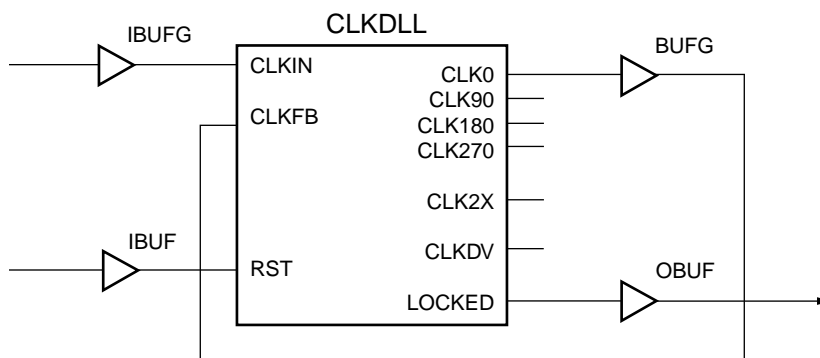 CLKDLL
IBUFG
BUFG
CLKIN
CLK0
CLK90
CLKFB
CLK180
CLK270
CLK2X
IBUF
CLKDV
RST
OBUF
LOCKED